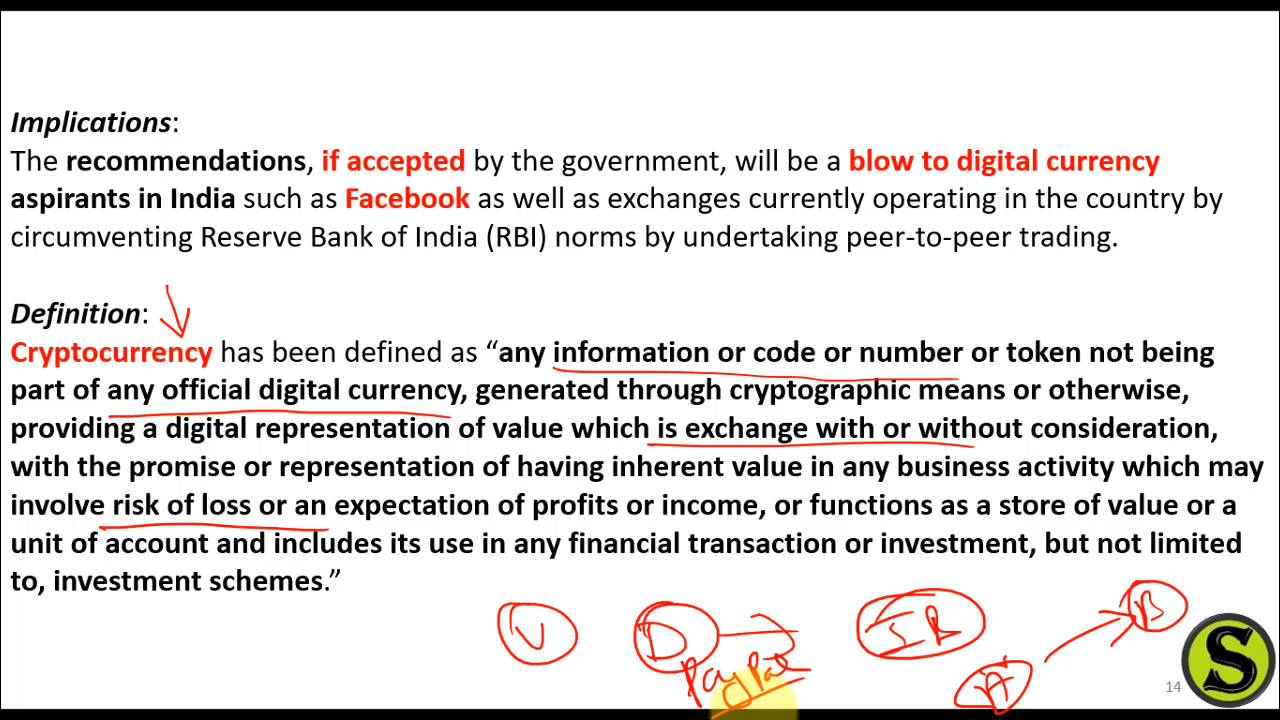 Implications:
The recommendations, if accepted by the government, will be a blow to digital currency
aspirants in India such as Facebook as well as exchanges currently operating in the country by
circumventing Reserve Bank of India (RBI) norms by undertaking peer-to-peer trading.
Definition:
Cryptocurrency has been defined as “any information or code or number or token not being
part of any official digital currency, generated through cryptographic means or otherwise,
providing a digital representation of value which is exchange with or without consideration,
with the promise or representation of having inherent value in any business activity which may
involve risk of loss or an expectation of profits or income, or functions as a store of value or a
unit of account and includes its use in any financial transaction or investment, but not limited
to, investment schemes.”
V D B
A
S
14